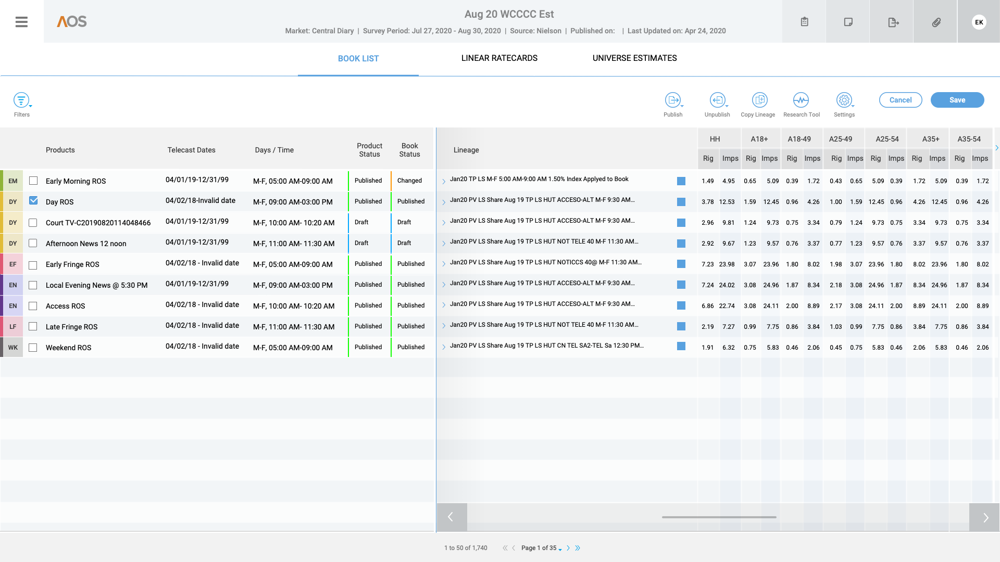 AOS
Aug 20 WCCCC Est
Market: Central Diary | Survey Period: Jul 27, 2020 - Aug 30, 2020 | Source: Nielson | Published on: | Last Updated on: Apr 24, 2020
EK
BOOK LIST LINEAR RATECARDS UNIVERSE ESTIMATES
Filters Publish Unpublish Copy Lineage Research Tool Settings Cancel Save
Products Telecast Dates Days / Time Product Status Book Status Lineage HH A18+ A18-49 A25-49 A25-54 A35+ A35-54
Rig Imps Rig Imps Rig Imps Rig Imps Rig Imps Rig Imps Rig Imps
EM Early Morning ROS 04/01/19-12/31/99 M-F, 05:00 AM-09:00 AM Published Changed Jan20 TP LS M-F 5:00 AM-9:00 AM 1.50% Index Applyed to Book 1.49 4.95 0.65 5.09 0.39 1.72 0.43 0.65 5.09 0.39 1.72 5.09 0.39 1.72
DY Day ROS 04/02/18-Invalid date M-F, 09:00 AM-03:00 PM Published Published Jan20 PV LS Share Aug 19 TP LS HUT ACCESO-ALT M-F 9:30 AM... 3.78 12.53 1.59 12.45 0.96 4.26 1.00 1.59 12.45 0.96 4.26 12.45 0.96 4.26
DY Court TV-C20190820114048466 04/01/19-12/31/99 M-F, 10:00 AM- 10:20 AM Draft Draft Jan20 PV LS Share Aug 19 TP LS HUT ACCESO-ALT M-F 9:30 AM... 2.96 9.81 1.24 9.73 0.75 3.34 0.79 1.24 9.73 0.75 3.34 9.73 0.75 3.34
DY Afternoon News 12 noon 04/01/19-12/31/99 M-F, 11:00 AM- 11:30 AM Draft Draft Jan20 PV LS Share Aug 19 TP LS HUT NOT TELE 40 M-F 11:30 AM... 2.92 9.67 1.23 9.57 0.76 3.37 0.77 1.23 9.57 0.76 3.37 9.57 0.76 3.37
EF Early Fringe ROS 04/02/18 - Invalid date M-F, 05:00 AM-09:00 AM Published Published Jan20 PV LS Share Aug 19 TP LS HUT NOTICCS 40@ M-F 11:30 AM... 7.23 23.98 3.07 23.96 1.80 8.02 1.98 3.07 23.96 1.80 8.02 23.96 1.80 8.02
EN Local Evening News @ 5:30 PM 04/01/19-12/31/99 M-F, 09:00 AM-03:00 PM Published Published Jan20 PV LS Share Aug 19 TP LS HUT ACCESO-ALT M-F 9:30 AM... 7.24 24.02 3.08 24.96 1.87 8.34 2.18 3.08 24.96 1.87 8.34 24.96 1.87 8.34
EN Access ROS 04/02/18 - Invalid date M-F, 10:00 AM- 10:20 AM Published Published Jan20 PV LS Share Aug 19 TP LS HUT ACCESO-ALT M-F 9:30 AM... 6.86 22.74 3.08 24.11 2.00 8.89 2.17 3.08 24.11 2.00 8.89 24.11 2.00 8.89
LF Late Fringe ROS 04/02/18 - Invalid date M-F, 11:00 AM- 11:30 AM Published Published Jan20 PV LS Share Aug 19 TP LS HUT NOT TELE 40 M-F 11:30 AM... 2.19 7.27 0.99 7.75 0.86 3.84 1.03 0.99 7.75 0.86 3.84 7.75 0.86 3.84
WK Weekend ROS 04/02/18 - Invalid date M-F, 05:00 AM-09:00 AM Published Published Jan20 PV LS Share Aug 19 TP LS HUT CN TEL SA2-TEL Sa 12:30 PM... 1.91 6.32 0.75 5.83 0.46 2.06 0.45 0.75 5.83 0.46 2.06 5.83 0.46 2.06
1 to 50 of 1,740 Page 1 of 35